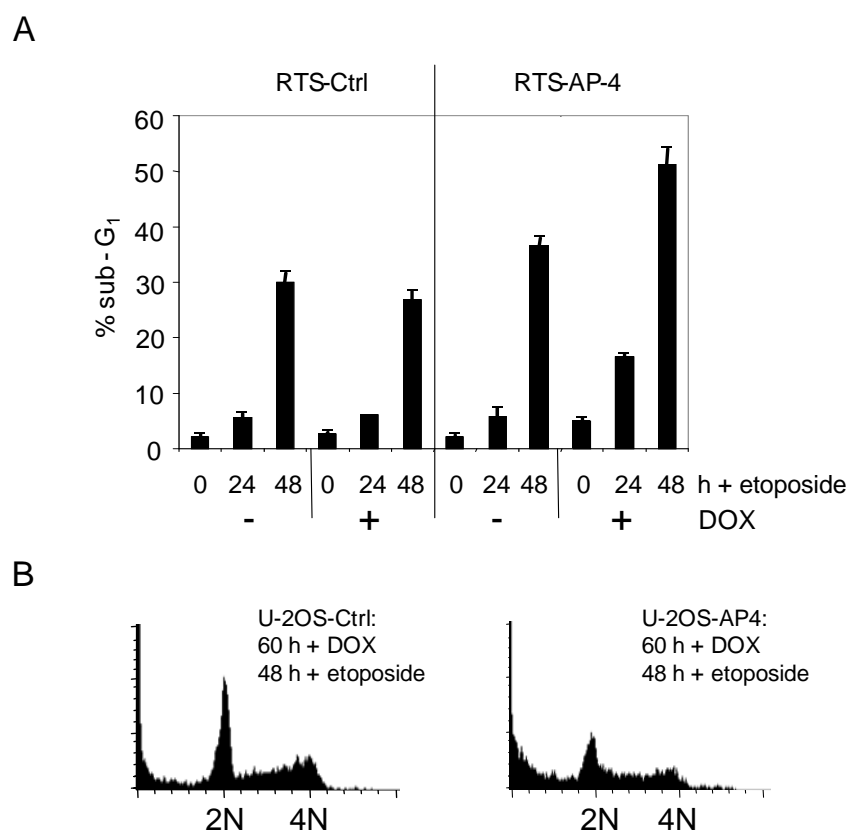 A
RTS-Ctrl RTS-AP-4
60
50
40
30
20
10
0
% sub - G₁
0 24 48 0 24 48 0 24 48 0 24 48 h + etoposide
- + - + DOX
B
U-2OS-Ctrl:
60 h + DOX
48 h + etoposide
U-2OS-AP4:
60 h + DOX
48 h + etoposide
2N 4N
2N 4N